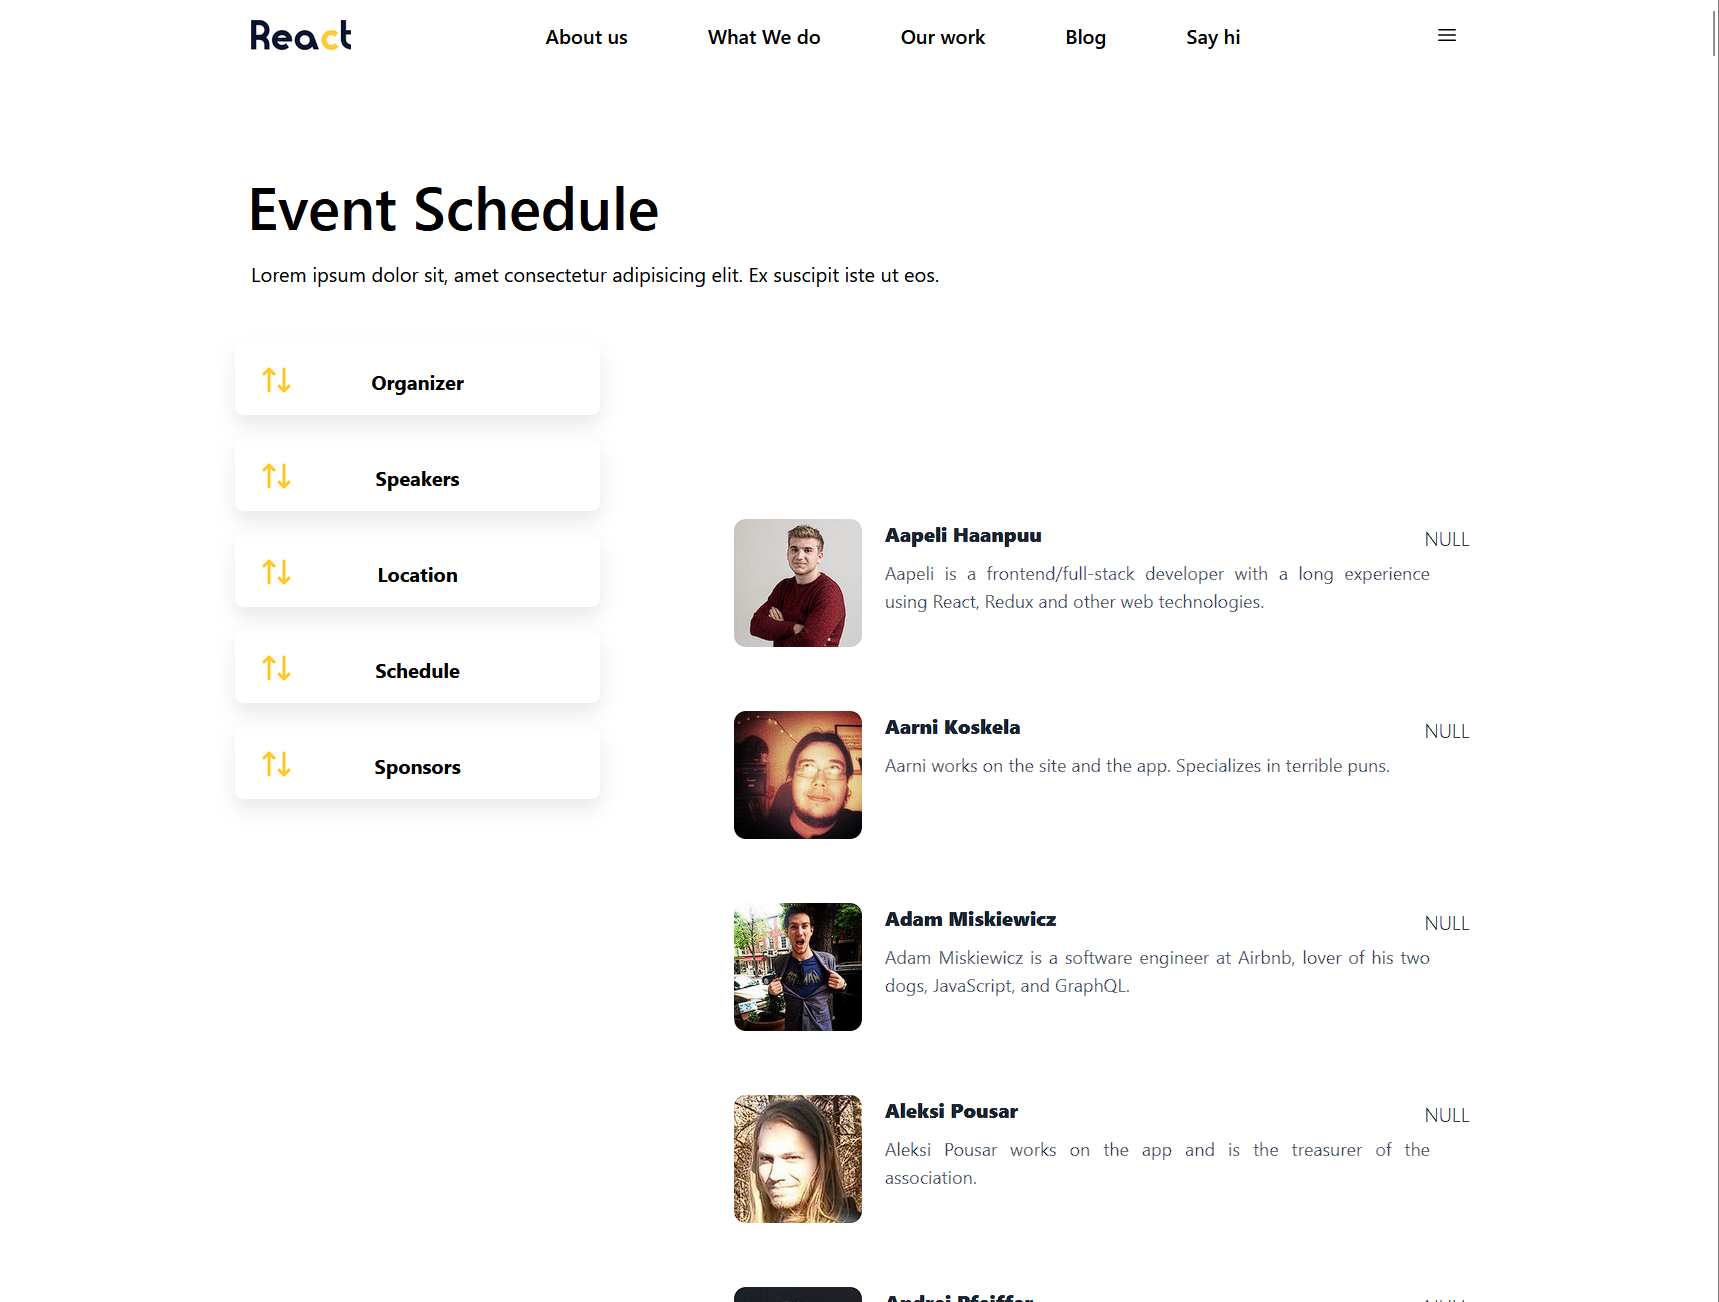 React
About us What We do Our work Blog Say hi
Event Schedule
Lorem ipsum dolor sit, amet consectetur adipisicing elit. Ex suscipit iste ut eos.
Organizer
Speakers
Location
Schedule
Sponsors
Aapeli Haanpuu NULL
Aapeli is a frontend/full-stack developer with a long experience
using React, Redux and other web technologies.
Aarni Koskela NULL
Aarni works on the site and the app. Specializes in terrible puns.
Adam Miskiewicz NULL
Adam Miskiewicz is a software engineer at Airbnb, lover of his two
dogs, JavaScript, and GraphQL.
Aleksi Pousar NULL
Aleksi Pousar works on the app and is the treasurer of the
association.
Andrei Pfeiffer NULL